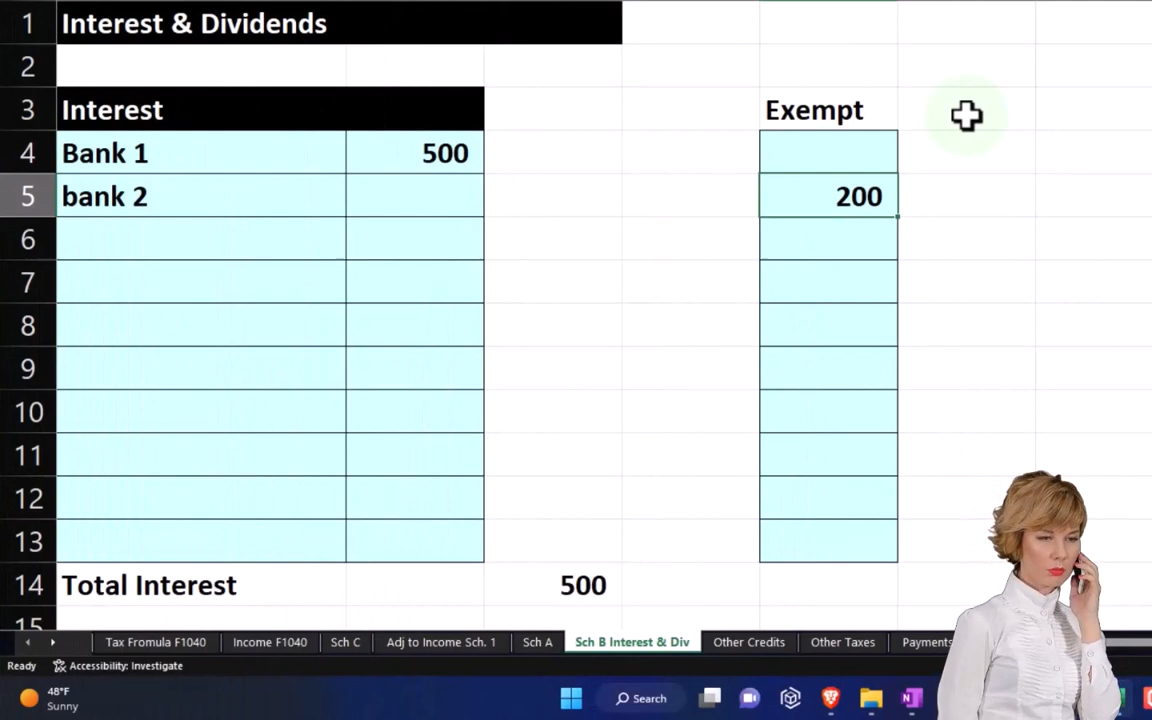 1 Interest & Dividends
2
3 Interest Exempt
4 Bank 1 500
5 bank 2 200
6
7
8
9
10
11
12
13
14 Total Interest 500
Tax Fromula F1040 Income F1040 Sch C Adj to Income Sch. 1 Sch A Sch B Interest & Div Other Credits Other Taxes Payments
Ready Accessibility: Investigate
48°F
Sunny
Search